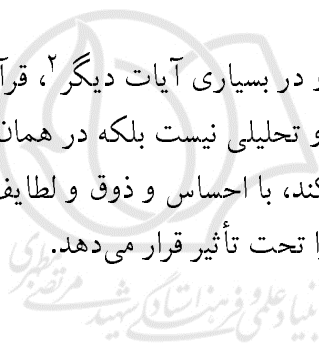 و در بسیاری آیات دیگر۲، قرآ
و تحلیلی نیست بلکه در همان
کند، با احساس و ذوق و لطایف
را تحت تأثیر قرار می‌دهد.
بنیاد علمی و فرهنگی استاد شهید مرتضی مطهری